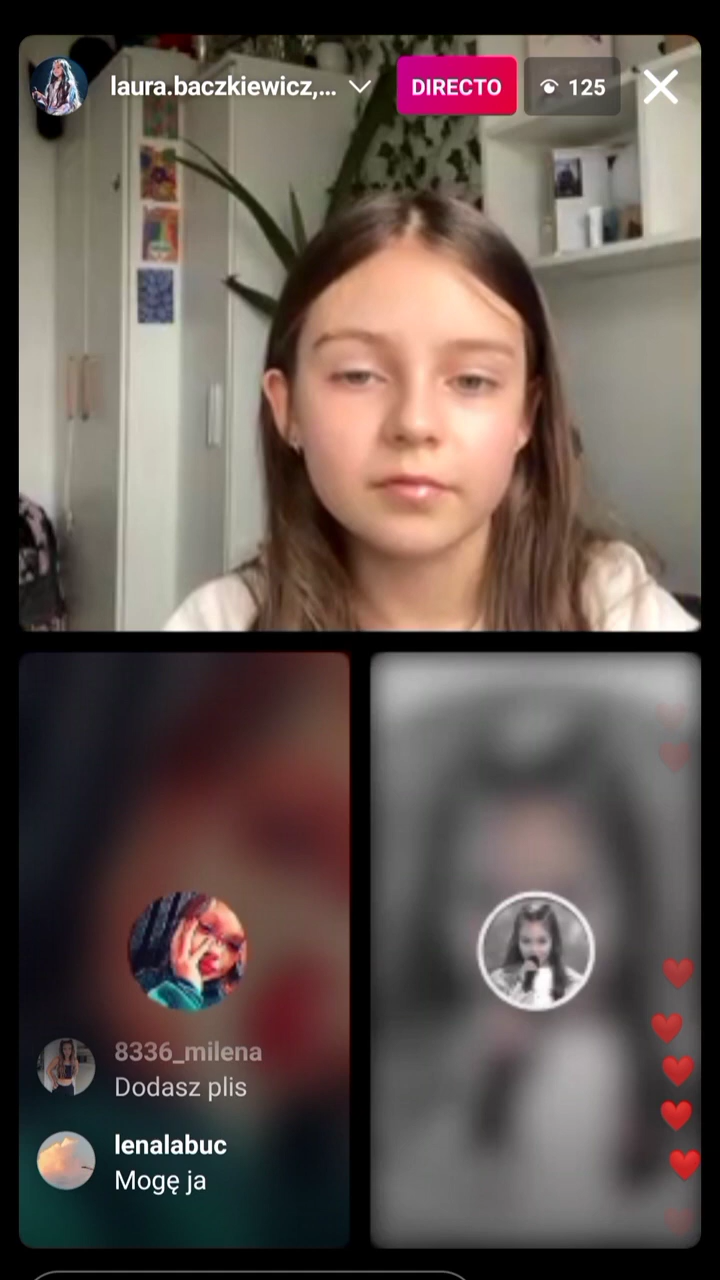 laura.baczkiewicz,...
DIRECTO
125
8336_milena
Dodasz plis
lenalabuc
Mogę ja